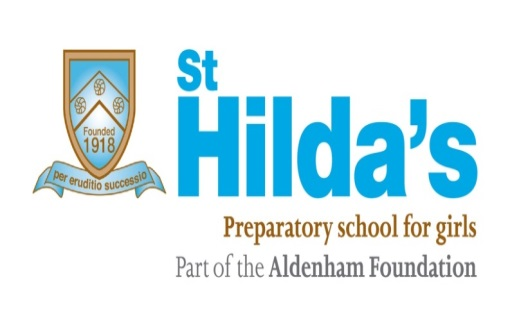 St
Hilda's
Founded
1918
per eruditio successio
Preparatory school for girls
Part of the Aldenham Foundation